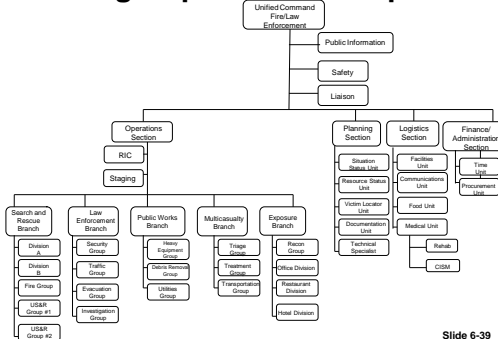 Unified Command
Fire/Law
Enforcement
Public Information
Safety
Liaison
Operations
Section
Planning
Section
Logistics
Section
Finance/
Administration
Section
RIC
Staging
Situation
Status Unit
Resource Status
Unit
Victim Locator
Unit
Documentation
Unit
Technical
Specialist
Facilities
Unit
Communications
Unit
Food Unit
Medical Unit
Rehab
CISM
Time
Unit
Procurement
Unit
Search and
Rescue
Branch
Law
Enforcement
Branch
Public Works
Branch
Multicasualty
Branch
Exposure
Branch
Division
A
Division
B
Fire Group
US&R
Group #1
US&R
Group #2
Security
Group
Traffic
Group
Evacuation
Group
Investigation
Group
Heavy
Equipment
Group
Debris Removal
Group
Utilities
Group
Triage
Group
Treatment
Group
Transportation
Group
Recon
Group
Office Division
Restaurant
Division
Hotel Division
Slide 6-39